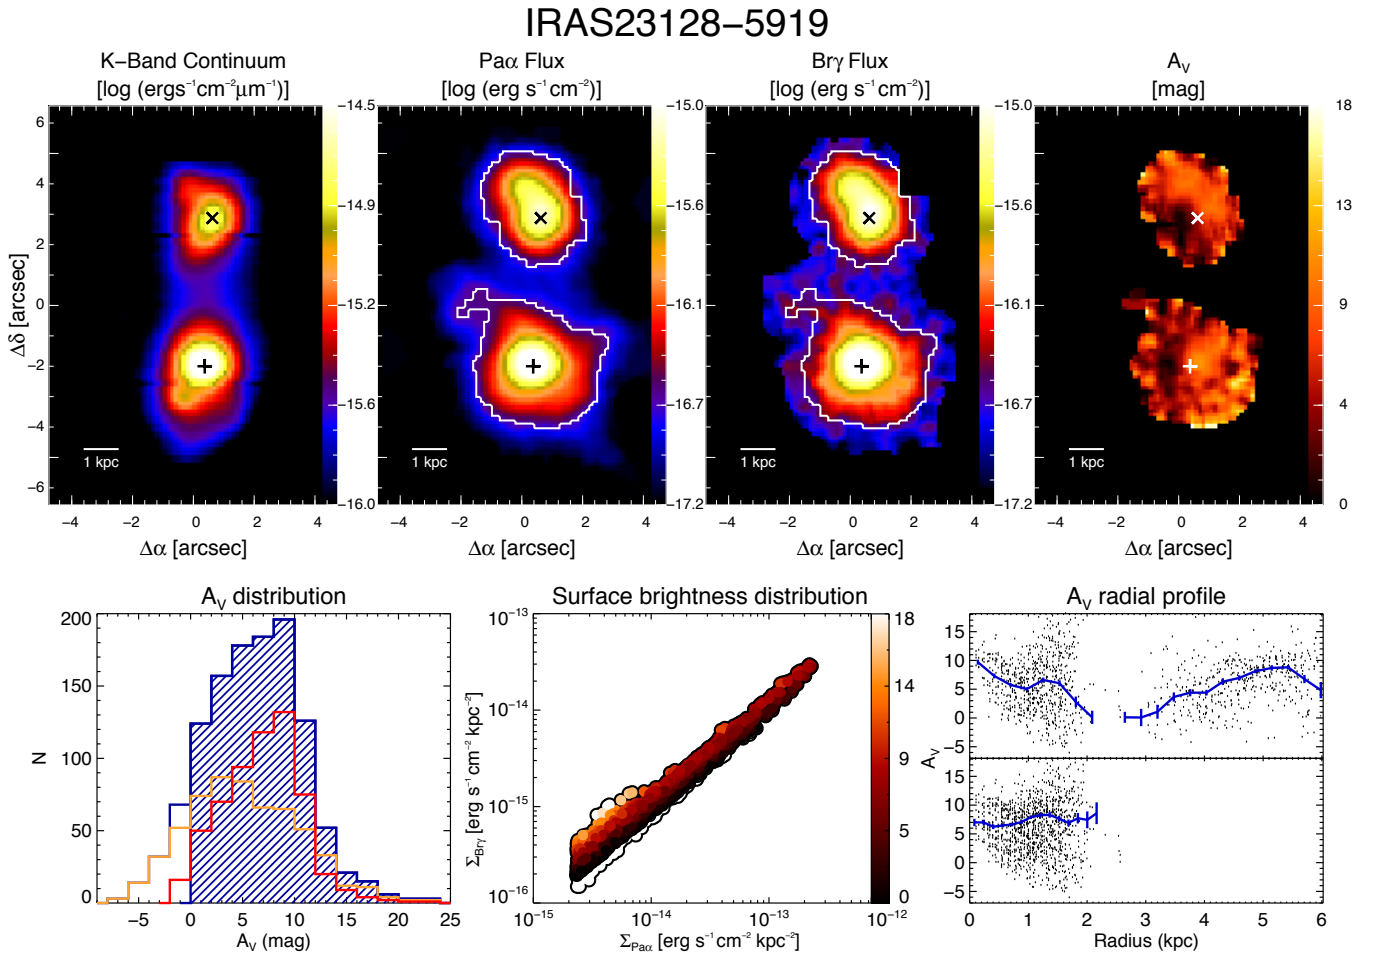 IRAS23128−5919
K−Band Continuum
[log (ergs⁻¹cm⁻²μm⁻¹)]
Paα Flux
[log (erg s⁻¹cm⁻²)]
Brγ Flux
[log (erg s⁻¹cm⁻²)]
A_V
[mag]
6
4
2
0
−2
−4
−6
Δδ [arcsec]
1 kpc
−4 −2 0 2 4
Δα [arcsec]
−14.5
−14.9
−15.2
−15.6
−16.0
1 kpc
−4 −2 0 2 4
Δα [arcsec]
−15.0
−15.6
−16.1
−16.7
−17.2
1 kpc
−4 −2 0 2 4
Δα [arcsec]
−15.0
−15.6
−16.1
−16.7
−17.2
1 kpc
−4 −2 0 2 4
Δα [arcsec]
18
13
9
4
0
A_V distribution
200
150
100
50
0
N
−5 0 5 10 15 20 25
A_V (mag)
Surface brightness distribution
10⁻¹³
10⁻¹⁴
10⁻¹⁵
10⁻¹⁶
Σ_Brγ [erg s⁻¹ cm⁻² kpc⁻²]
10⁻¹⁵ 10⁻¹⁴ 10⁻¹³ 10⁻¹²
Σ_Paα [erg s⁻¹ cm⁻² kpc⁻²]
18
14
9
5
0
A_V radial profile
15
10
5
0
−5
A_V
15
10
5
0
−5
0 1 2 3 4 5 6
Radius (kpc)